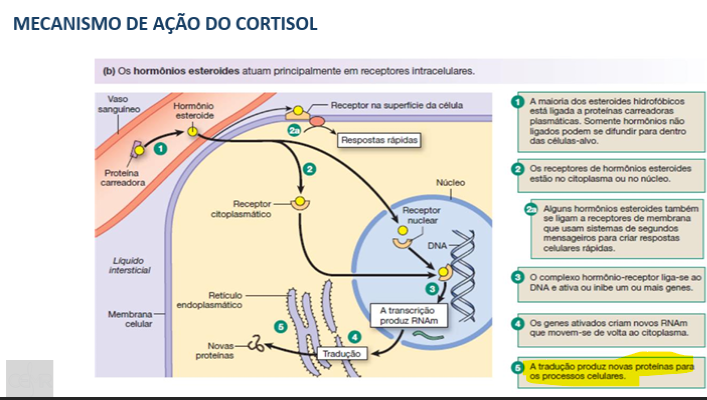 MECANISMO DE AÇÃO DO CORTISOL
(b) Os hormônios esteroides atuam principalmente em receptores intracelulares.
Vaso
sanguíneo
Hormônio
esteroide
Receptor na superfície da célula
2a
Respostas rápidas
1
Proteína
carreadora
2
Núcleo
Receptor
citoplasmático
Receptor
nuclear
DNA
Líquido
intersticial
3
Retículo
endoplasmático
A transcrição
produz RNAm
Membrana
celular
5
4
Novas
proteínas
Tradução
1 A maioria dos esteroides hidrofóbicos
está ligada a proteínas carreadoras
plasmáticas. Somente hormônios não
ligados podem se difundir para dentro
das células-alvo.
2 Os receptores de hormônios esteroides
estão no citoplasma ou no núcleo.
2a Alguns hormônios esteroides também
se ligam a receptores de membrana
que usam sistemas de segundos
mensageiros para criar respostas
celulares rápidas.
3 O complexo hormônio-receptor liga-se ao
DNA e ativa ou inibe um ou mais genes.
4 Os genes ativados criam novos RNAm
que movem-se de volta ao citoplasma.
5 A tradução produz novas proteínas para
os processos celulares.